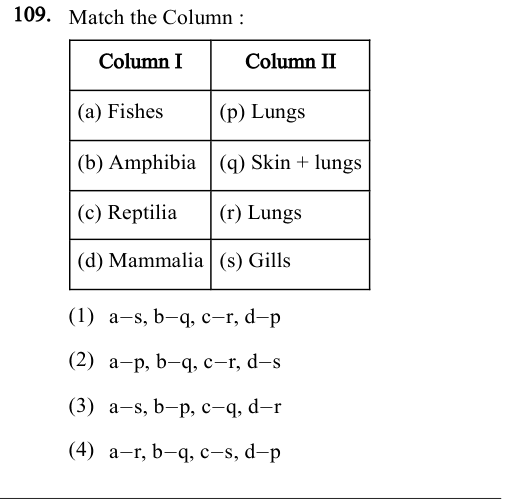 109. Match the Column :
Column I Column II
(a) Fishes (p) Lungs
(b) Amphibia (q) Skin + lungs
(c) Reptilia (r) Lungs
(d) Mammalia (s) Gills
(1) a–s, b–q, c–r, d–p
(2) a–p, b–q, c–r, d–s
(3) a–s, b–p, c–q, d–r
(4) a–r, b–q, c–s, d–p